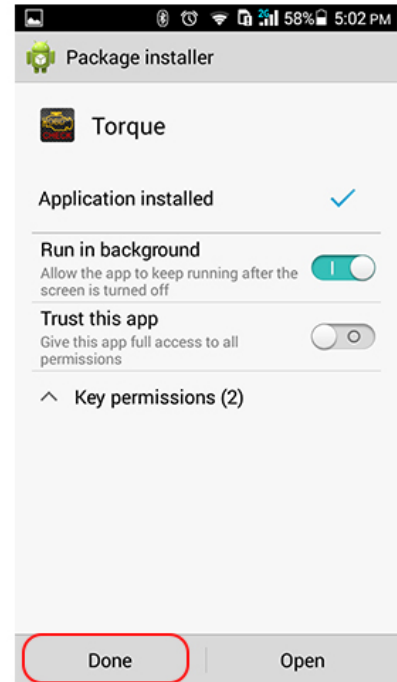 2G 58% 5:02 PM
Package installer
CHECK
Torque
Application installed
Run in background
Allow the app to keep running after the
screen is turned off
Trust this app
Give this app full access to all
permissions
Key permissions (2)
Done
Open